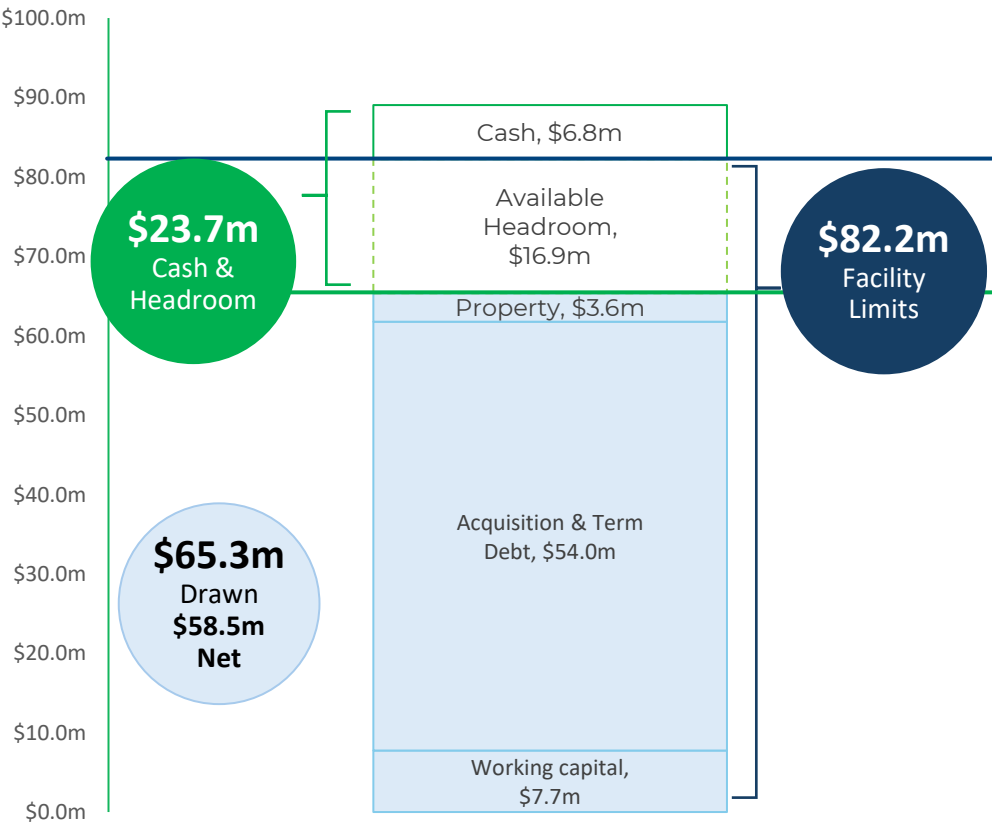 $100.0m
$90.0m
$80.0m
$70.0m
$60.0m
$50.0m
$40.0m
$30.0m
$20.0m
$10.0m
$0.0m
$23.7m
Cash &
Headroom
$65.3m
Drawn
$58.5m
Net
Cash, $6.8m
Available
Headroom,
$16.9m
Property, $3.6m
Acquisition & Term
Debt, $54.0m
Working capital,
$7.7m
$82.2m
Facility
Limits